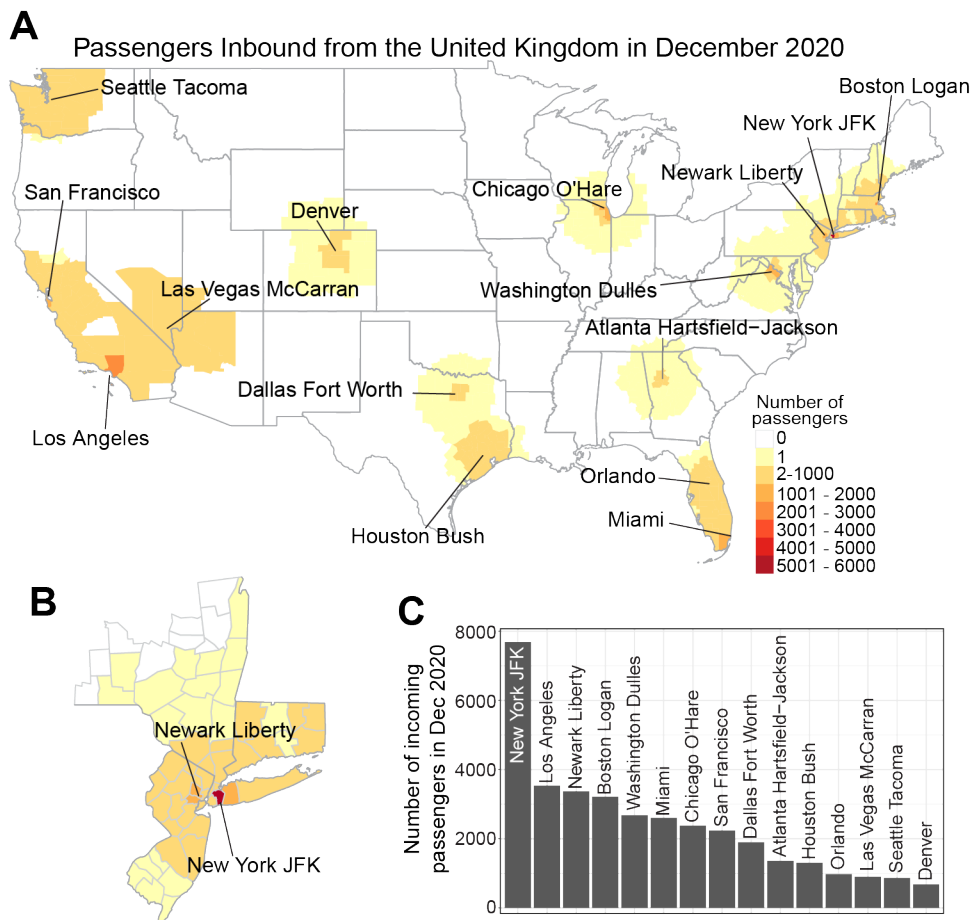 A
Passengers Inbound from the United Kingdom in December 2020
Seattle Tacoma
Boston Logan
New York JFK
Newark Liberty
San Francisco
Chicago O'Hare
Denver
Las Vegas McCarran
Washington Dulles
Atlanta Hartsfield−Jackson
Dallas Fort Worth
Los Angeles
Orlando
Miami
Houston Bush
Number of
passengers
0
1
2-1000
1001 - 2000
2001 - 3000
3001 - 4000
4001 - 5000
5001 - 6000
B
Newark Liberty
New York JFK
C
Number of incoming
passengers in Dec 2020
8000
6000
4000
2000
0
New York JFK
Los Angeles
Newark Liberty
Boston Logan
Washington Dulles
Miami
Chicago O'Hare
San Francisco
Dallas Fort Worth
Atlanta Hartsfield−Jackson
Houston Bush
Orlando
Las Vegas McCarran
Seattle Tacoma
Denver